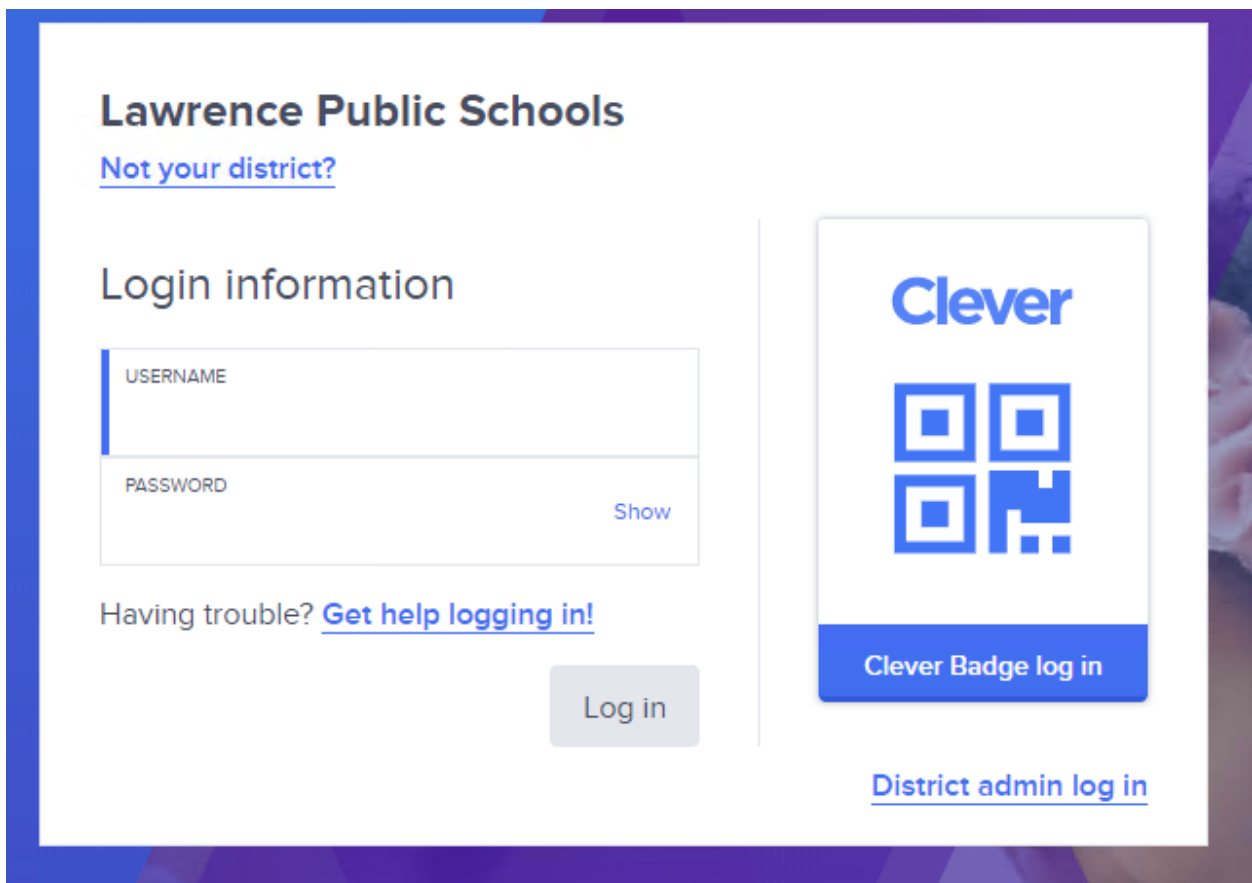 Lawrence Public Schools
Not your district?
Login information
USERNAME
PASSWORD
Show
Having trouble? Get help logging in!
Log in
Clever
Clever Badge log in
District admin log in